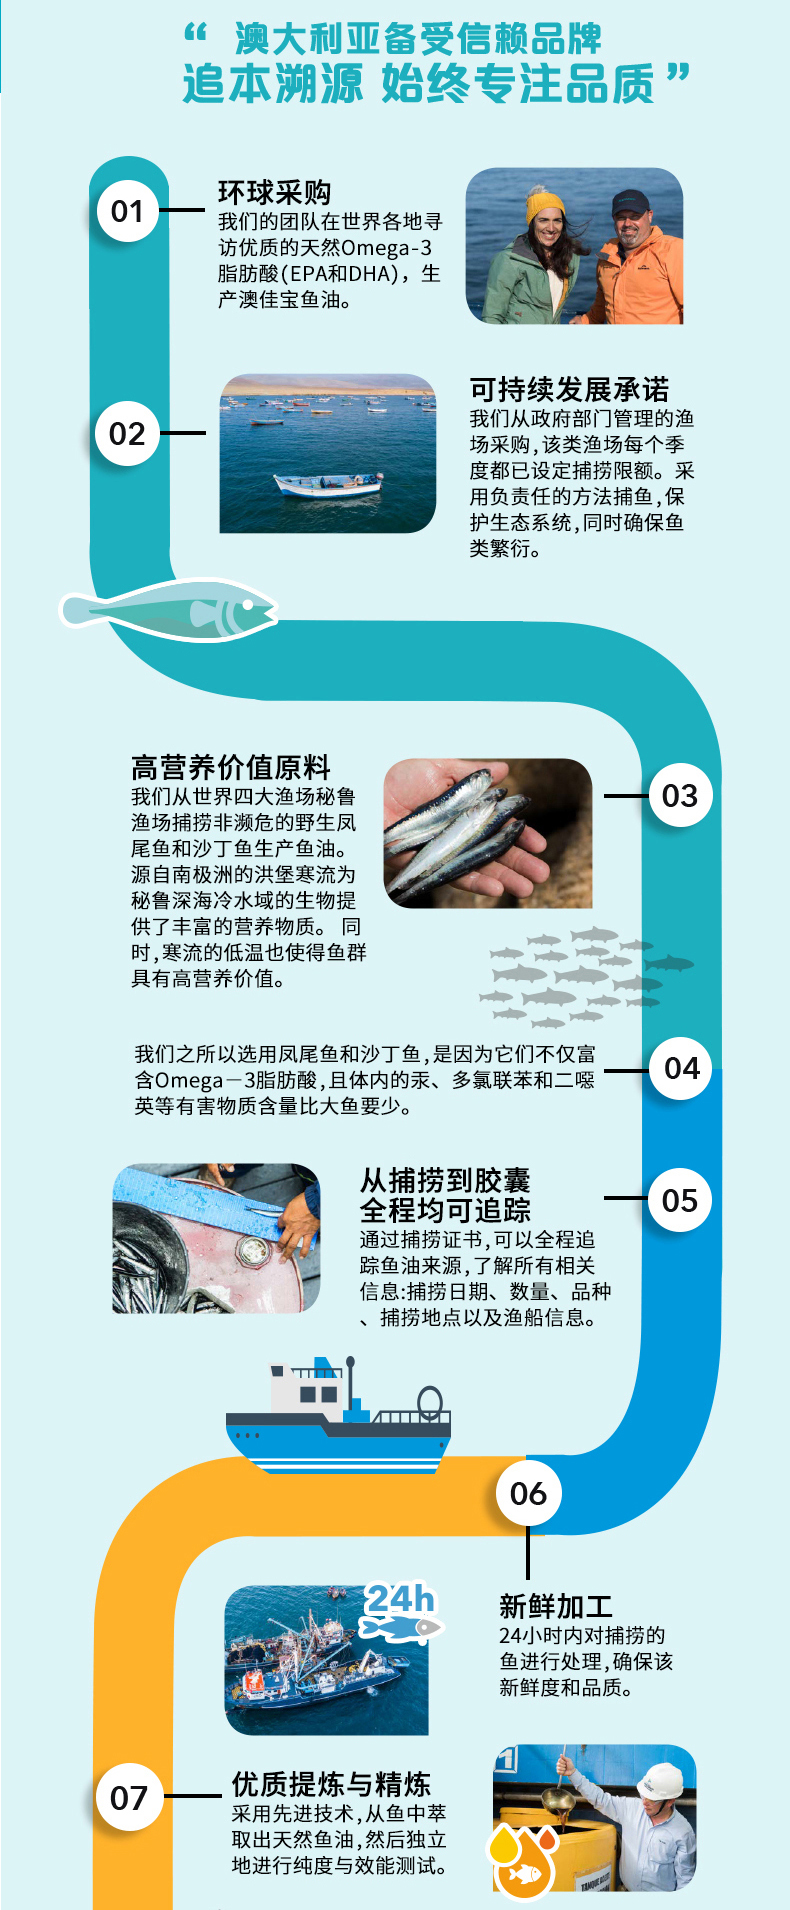 “ 澳大利亚备受信赖品牌
追本溯源 始终专注品质 ”
01
环球采购
我们的团队在世界各地寻
访优质的天然Omega-3
脂肪酸(EPA和DHA)，生
产澳佳宝鱼油。
02
可持续发展承诺
我们从政府部门管理的渔
场采购,该类渔场每个季
度都已设定捕捞限额。采
用负责任的方法捕鱼,保
护生态系统,同时确保鱼
类繁衍。
高营养价值原料
我们从世界四大渔场秘鲁
渔场捕捞非濒危的野生凤
尾鱼和沙丁鱼生产鱼油。
源自南极洲的洪堡寒流为
秘鲁深海冷水域的生物提
供了丰富的营养物质。 同
时,寒流的低温也使得鱼群
具有高营养价值。
03
我们之所以选用凤尾鱼和沙丁鱼,是因为它们不仅富
含Omega－3脂肪酸,且体内的汞、多氯联苯和二噁
英等有害物质含量比大鱼要少。
04
从捕捞到胶囊
全程均可追踪
通过捕捞证书,可以全程追
踪鱼油来源,了解所有相关
信息:捕捞日期、数量、品种
、捕捞地点以及渔船信息。
05
06
24h
新鲜加工
24小时内对捕捞的
鱼进行处理,确保该
新鲜度和品质。
07
优质提炼与精炼
采用先进技术,从鱼中萃
取出天然鱼油,然后独立
地进行纯度与效能测试。